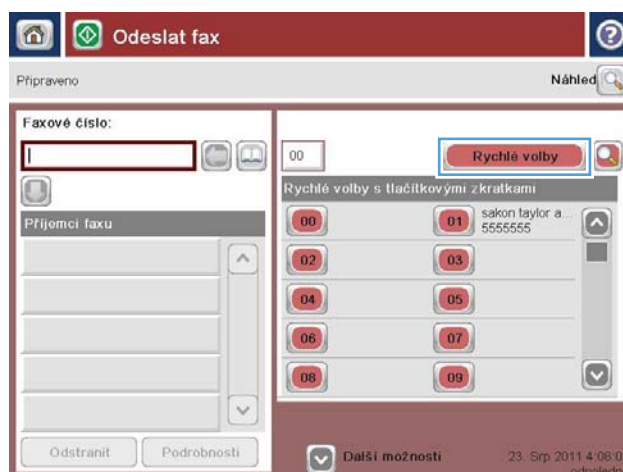 Odeslat fax
Připraveno
Náhled
Faxové číslo:
00
Rychlé volby
Rychlé volby s tlačítkovými zkratkami
Příjemci faxu
00
01
sakon taylor a...
5555555
02
03
04
05
06
07
08
09
Odstranit
Podrobnosti
Další možnosti
23. Srp 2011 4:08:0